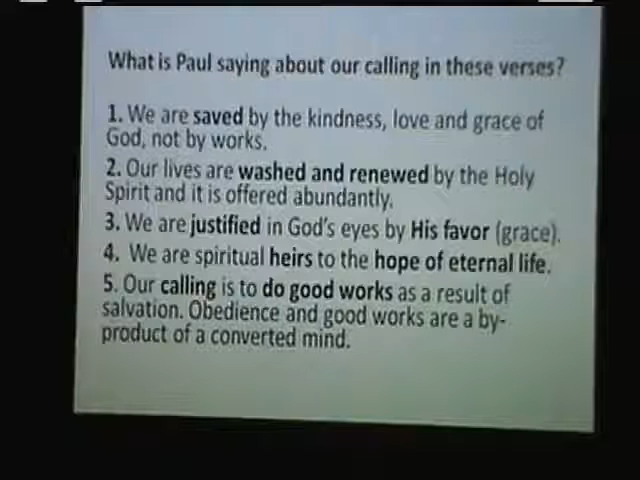 What is Paul saying about our calling in these verses?
1. We are saved by the kindness, love and grace of
God, not by works.
2. Our lives are washed and renewed by the Holy
Spirit and it is offered abundantly.
3. We are justified in God's eyes by His favor (grace).
4. We are spiritual heirs to the hope of eternal life.
5. Our calling is to do good works as a result of
salvation. Obedience and good works are a by-
product of a converted mind.